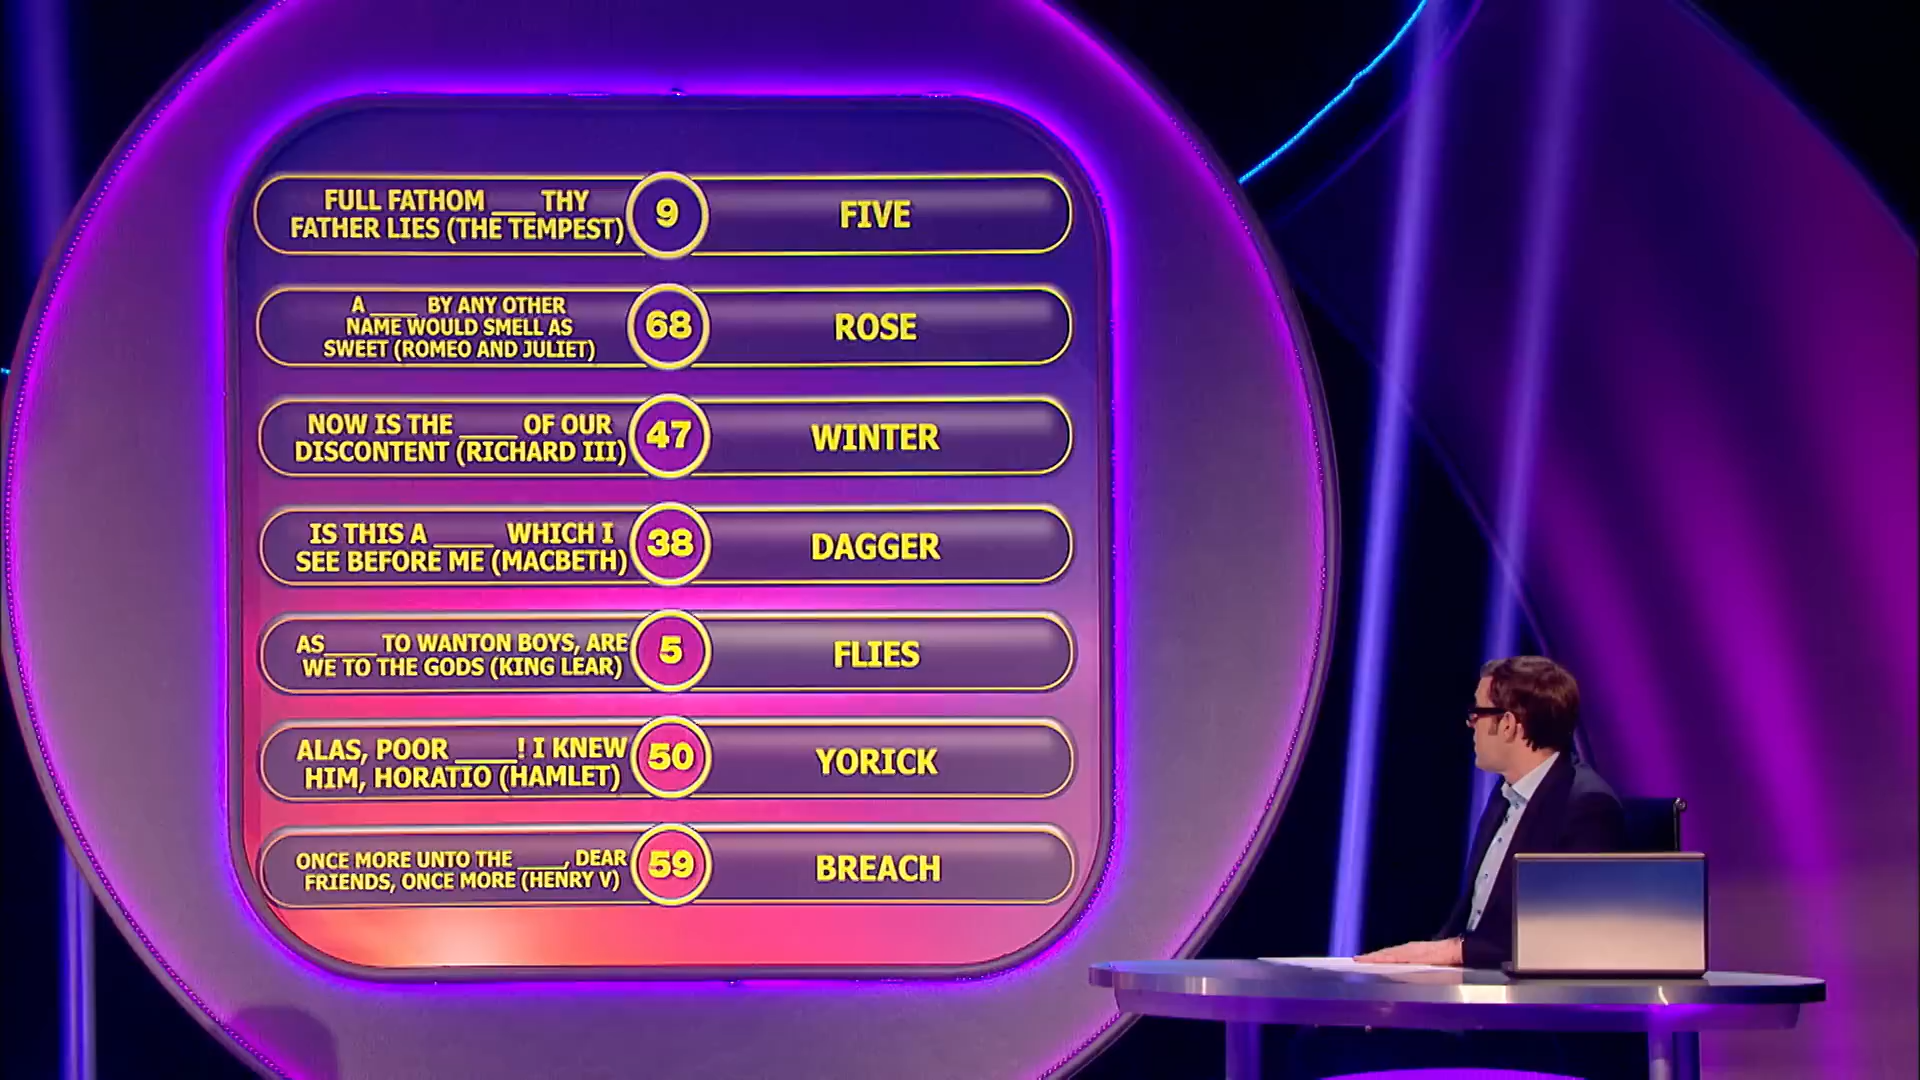 FULL FATHOM ___ THY
FATHER LIES (THE TEMPEST)
9
FIVE
A ____ BY ANY OTHER
NAME WOULD SMELL AS
SWEET (ROMEO AND JULIET)
68
ROSE
NOW IS THE ____ OF OUR
DISCONTENT (RICHARD III)
47
WINTER
IS THIS A ____ WHICH I
SEE BEFORE ME (MACBETH)
38
DAGGER
AS____ TO WANTON BOYS, ARE
WE TO THE GODS (KING LEAR)
5
FLIES
ALAS, POOR ____! I KNEW
HIM, HORATIO (HAMLET)
50
YORICK
ONCE MORE UNTO THE ____, DEAR
FRIENDS, ONCE MORE (HENRY V)
59
BREACH